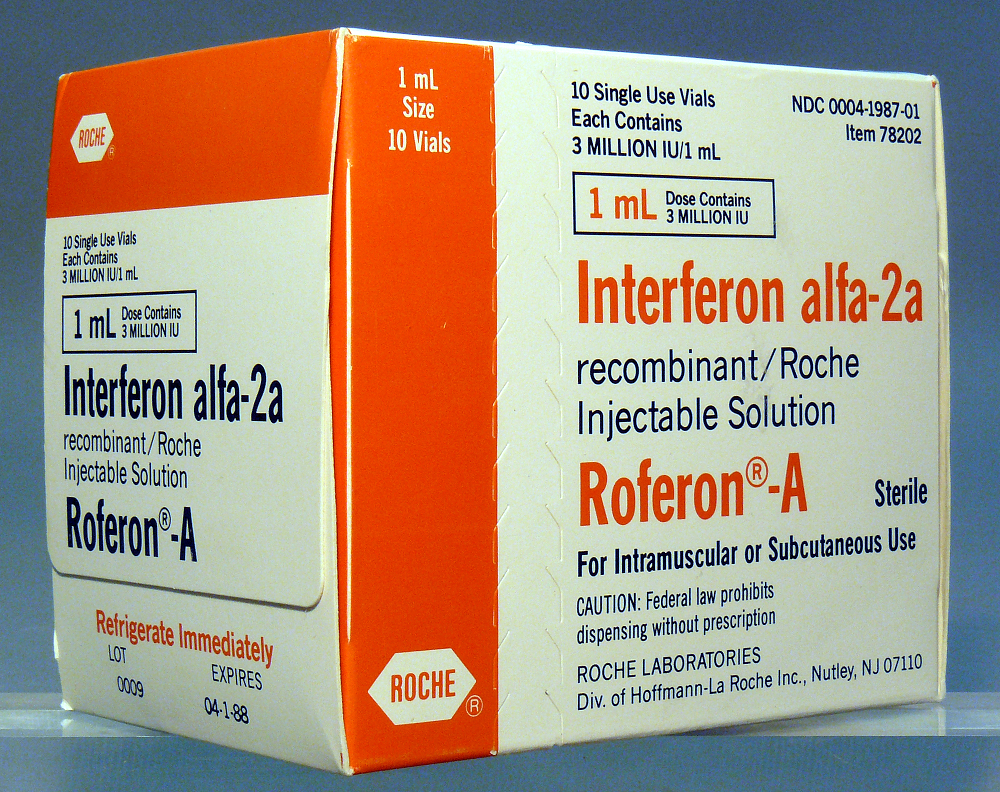 ROCHE®
10 Single Use Vials
Each Contains
3 MILLION IU/1 mL
1 mL Dose Contains
3 MILLION IU
Interferon alfa-2a
recombinant/Roche
Injectable Solution
Roferon®-A
Refrigerate Immediately
LOT EXPIRES
0009 04·1·88
1 mL
Size
10 Vials
ROCHE®
10 Single Use Vials
Each Contains
3 MILLION IU/1 mL
NDC 0004-1987-01
Item 78202
1 mL Dose Contains
3 MILLION IU
Interferon alfa-2a
recombinant/Roche
Injectable Solution
Roferon®-A
Sterile
For Intramuscular or Subcutaneous Use
CAUTION: Federal law prohibits
dispensing without prescription
ROCHE LABORATORIES
Div. of Hoffmann-La Roche Inc., Nutley, NJ 07110